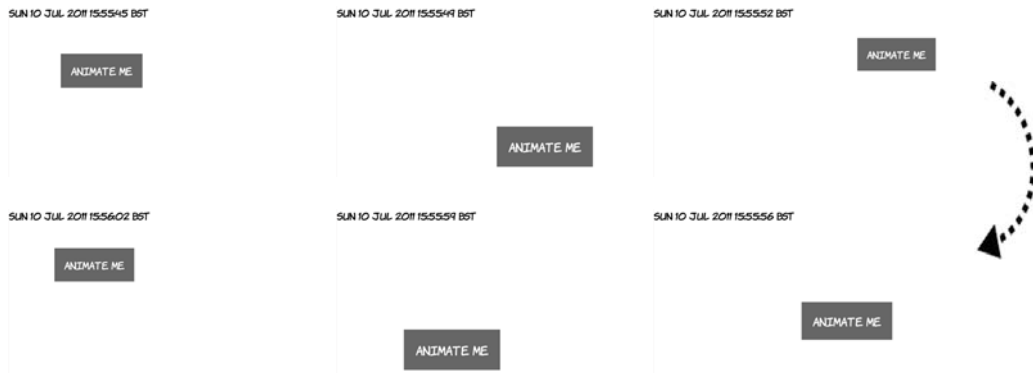 SUN 10 JUL 2011 15:55:45 BST
ANIMATE ME
SUN 10 JUL 2011 15:55:49 BST
ANIMATE ME
SUN 10 JUL 2011 15:55:52 BST
ANIMATE ME
SUN 10 JUL 2011 15:56:02 BST
ANIMATE ME
SUN 10 JUL 2011 15:55:59 BST
ANIMATE ME
SUN 10 JUL 2011 15:55:56 BST
ANIMATE ME